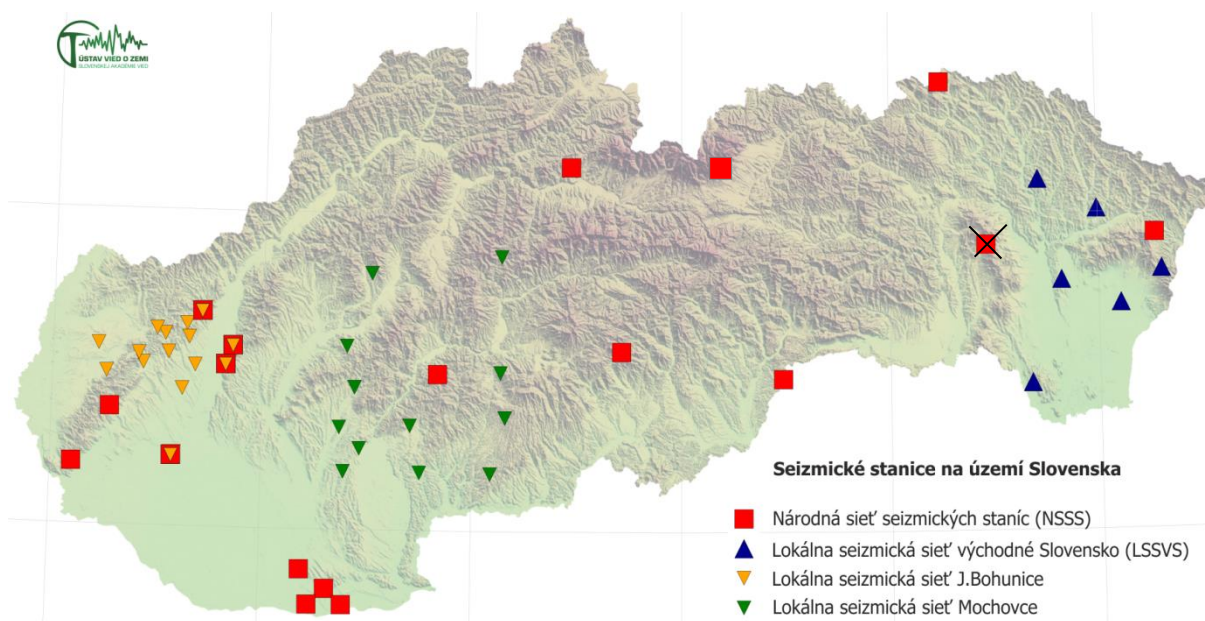 ÚSTAV VIED O ZEMI
SLOVENSKEJ AKADÉMIE VIED
Seizmické stanice na území Slovenska
Národná sieť seizmických staníc (NSSS)
Lokálna seizmická sieť východné Slovensko (LSSVS)
Lokálna seizmická sieť J.Bohunice
Lokálna seizmická sieť Mochovce